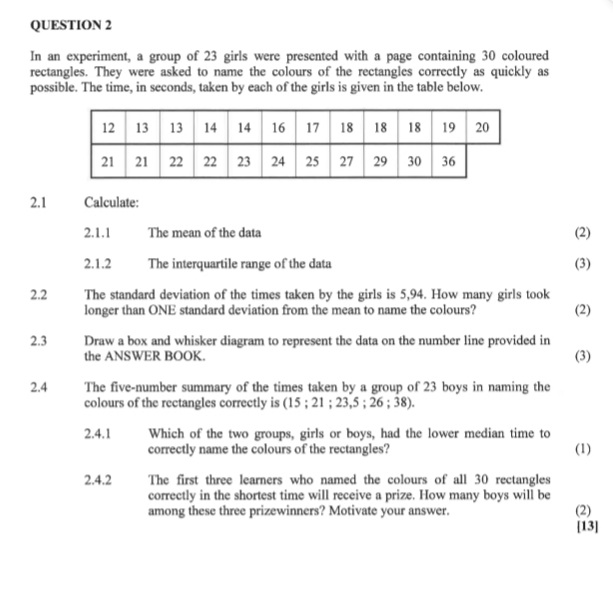 QUESTION 2
In an experiment, a group of 23 girls were presented with a page containing 30 coloured
rectangles. They were asked to name the colours of the rectangles correctly as quickly as
possible. The time, in seconds, taken by each of the girls is given in the table below.
12 13 13 14 14 16 17 18 18 18 19 20
21 21 22 22 23 24 25 27 29 30 36
2.1 Calculate:
2.1.1 The mean of the data (2)
2.1.2 The interquartile range of the data (3)
2.2 The standard deviation of the times taken by the girls is 5,94. How many girls took
longer than ONE standard deviation from the mean to name the colours? (2)
2.3 Draw a box and whisker diagram to represent the data on the number line provided in
the ANSWER BOOK. (3)
2.4 The five-number summary of the times taken by a group of 23 boys in naming the
colours of the rectangles correctly is (15 ; 21 ; 23,5 ; 26 ; 38).
2.4.1 Which of the two groups, girls or boys, had the lower median time to
correctly name the colours of the rectangles? (1)
2.4.2 The first three learners who named the colours of all 30 rectangles
correctly in the shortest time will receive a prize. How many boys will be
among these three prizewinners? Motivate your answer. (2)
[13]